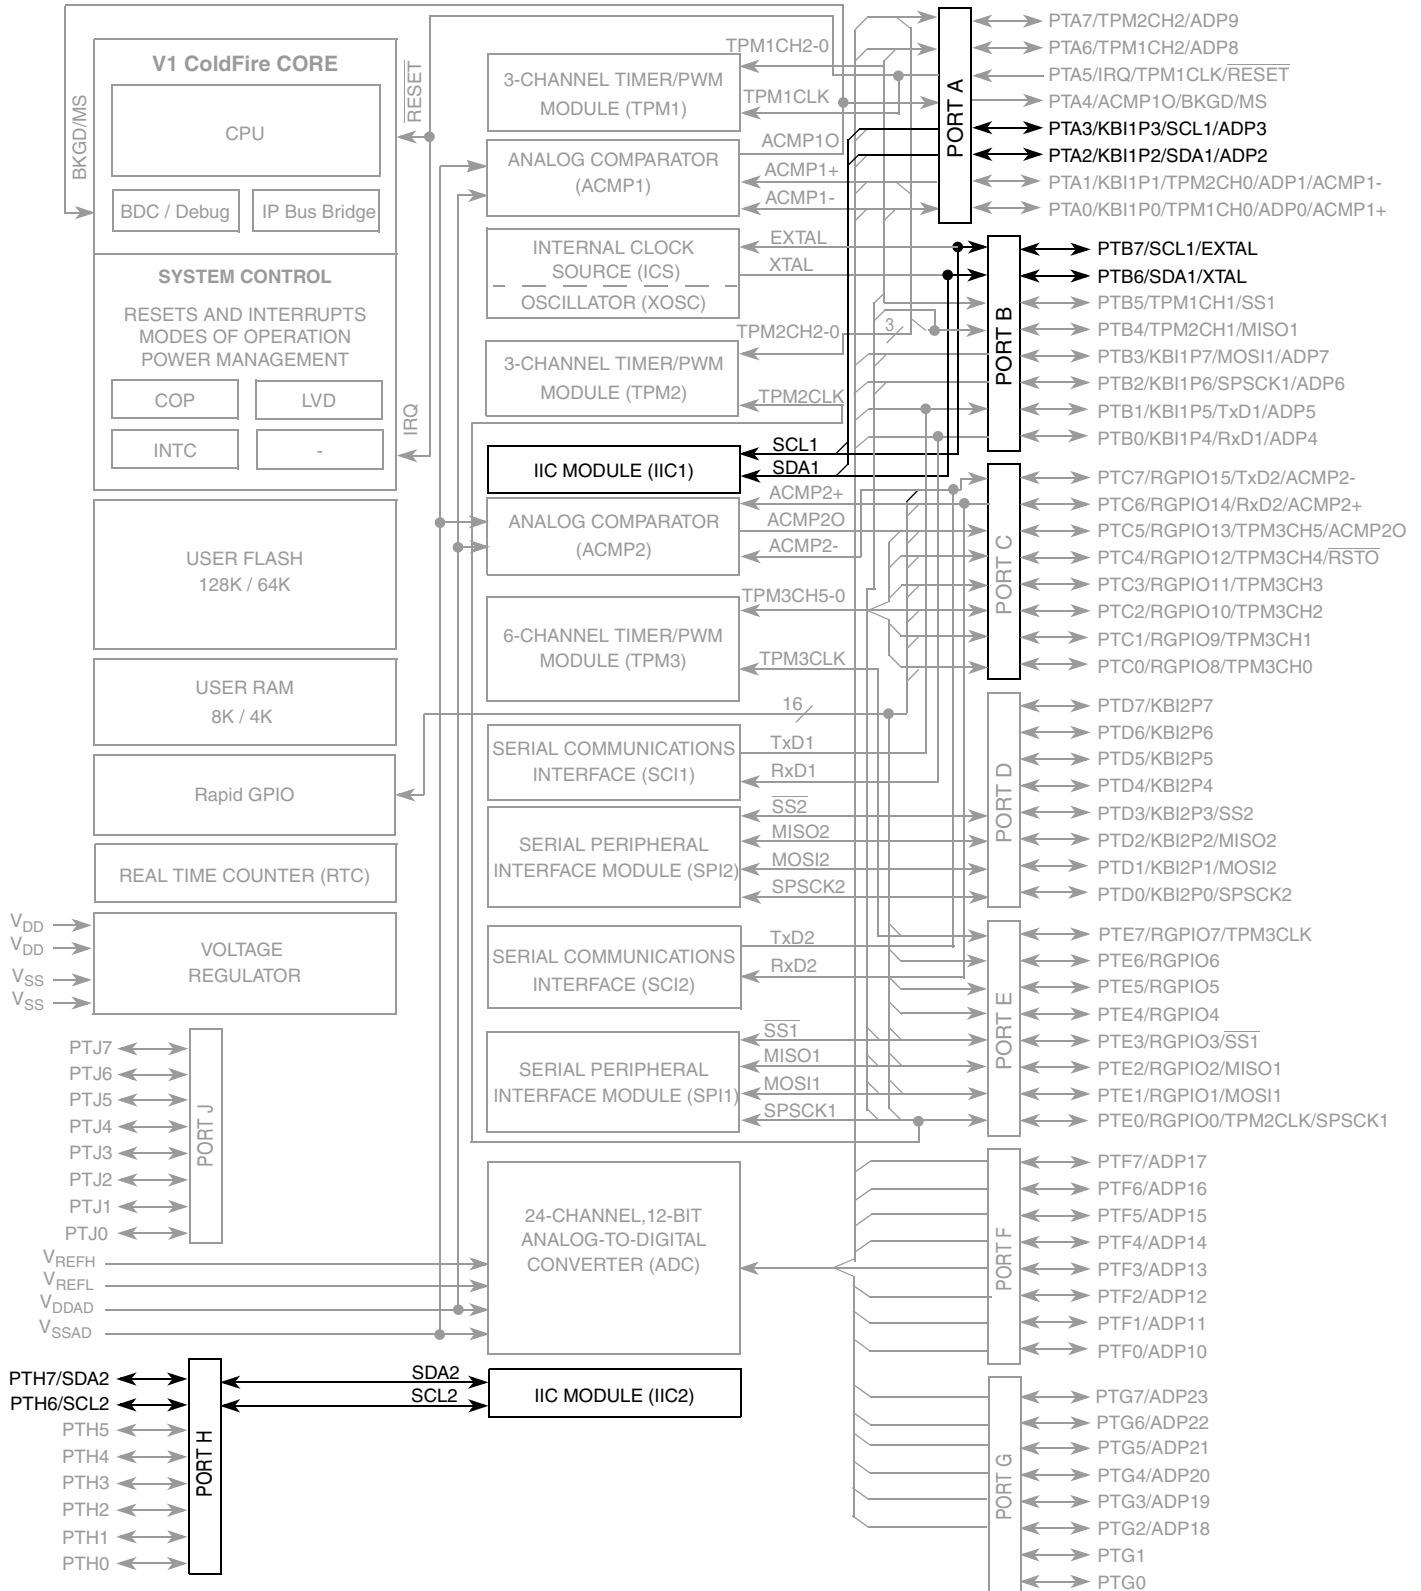 V1 ColdFire CORE
CPU
BDC / Debug
IP Bus Bridge
BKGD/MS
RESET
SYSTEM CONTROL
RESETS AND INTERRUPTS
MODES OF OPERATION
POWER MANAGEMENT
COP
LVD
INTC
-
IRQ
USER FLASH
128K / 64K
USER RAM
8K / 4K
Rapid GPIO
REAL TIME COUNTER (RTC)
VDD
VDD
VSS
VSS
VOLTAGE
REGULATOR
PTJ7
PTJ6
PTJ5
PTJ4
PTJ3
PTJ2
PTJ1
PTJ0
PORT J
VREFH
VREFL
VDDAD
VSSAD
PTH7/SDA2
PTH6/SCL2
PTH5
PTH4
PTH3
PTH2
PTH1
PTH0
PORT H
3-CHANNEL TIMER/PWM
MODULE (TPM1)
TPM1CH2-0
TPM1CLK
ANALOG COMPARATOR
(ACMP1)
ACMP1O
ACMP1+
ACMP1-
INTERNAL CLOCK
SOURCE (ICS)
OSCILLATOR (XOSC)
EXTAL
XTAL
3-CHANNEL TIMER/PWM
MODULE (TPM2)
TPM2CH2-0
3
TPM2CLK
IIC MODULE (IIC1)
SCL1
SDA1
ANALOG COMPARATOR
(ACMP2)
ACMP2+
ACMP2O
ACMP2-
6-CHANNEL TIMER/PWM
MODULE (TPM3)
TPM3CH5-0
TPM3CLK
16
SERIAL COMMUNICATIONS
INTERFACE (SCI1)
TxD1
RxD1
SERIAL PERIPHERAL
INTERFACE MODULE (SPI2)
SS2
MISO2
MOSI2
SPSCK2
SERIAL COMMUNICATIONS
INTERFACE (SCI2)
TxD2
RxD2
SERIAL PERIPHERAL
INTERFACE MODULE (SPI1)
SS1
MISO1
MOSI1
SPSCK1
24-CHANNEL,12-BIT
ANALOG-TO-DIGITAL
CONVERTER (ADC)
IIC MODULE (IIC2)
SDA2
SCL2
PORT A
PTA7/TPM2CH2/ADP9
PTA6/TPM1CH2/ADP8
PTA5/IRQ/TPM1CLK/RESET
PTA4/ACMP1O/BKGD/MS
PTA3/KBI1P3/SCL1/ADP3
PTA2/KBI1P2/SDA1/ADP2
PTA1/KBI1P1/TPM2CH0/ADP1/ACMP1-
PTA0/KBI1P0/TPM1CH0/ADP0/ACMP1+
PORT B
PTB7/SCL1/EXTAL
PTB6/SDA1/XTAL
PTB5/TPM1CH1/SS1
PTB4/TPM2CH1/MISO1
PTB3/KBI1P7/MOSI1/ADP7
PTB2/KBI1P6/SPSCK1/ADP6
PTB1/KBI1P5/TxD1/ADP5
PTB0/KBI1P4/RxD1/ADP4
PORT C
PTC7/RGPIO15/TxD2/ACMP2-
PTC6/RGPIO14/RxD2/ACMP2+
PTC5/RGPIO13/TPM3CH5/ACMP2O
PTC4/RGPIO12/TPM3CH4/RSTO
PTC3/RGPIO11/TPM3CH3
PTC2/RGPIO10/TPM3CH2
PTC1/RGPIO9/TPM3CH1
PTC0/RGPIO8/TPM3CH0
PORT D
PTD7/KBI2P7
PTD6/KBI2P6
PTD5/KBI2P5
PTD4/KBI2P4
PTD3/KBI2P3/SS2
PTD2/KBI2P2/MISO2
PTD1/KBI2P1/MOSI2
PTD0/KBI2P0/SPSCK2
PORT E
PTE7/RGPIO7/TPM3CLK
PTE6/RGPIO6
PTE5/RGPIO5
PTE4/RGPIO4
PTE3/RGPIO3/SS1
PTE2/RGPIO2/MISO1
PTE1/RGPIO1/MOSI1
PTE0/RGPIO0/TPM2CLK/SPSCK1
PORT F
PTF7/ADP17
PTF6/ADP16
PTF5/ADP15
PTF4/ADP14
PTF3/ADP13
PTF2/ADP12
PTF1/ADP11
PTF0/ADP10
PORT G
PTG7/ADP23
PTG6/ADP22
PTG5/ADP21
PTG4/ADP20
PTG3/ADP19
PTG2/ADP18
PTG1
PTG0